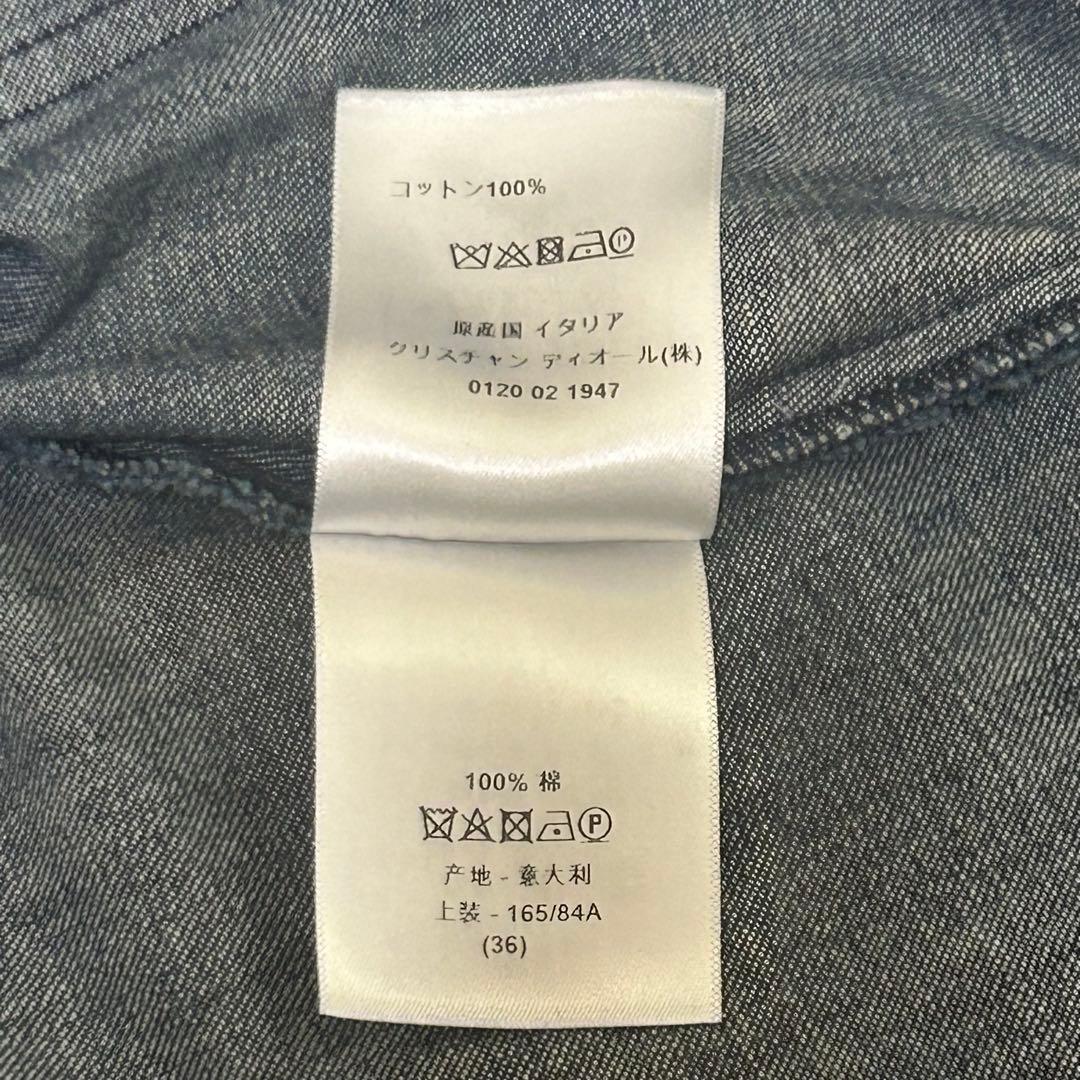 コットン100%
原産国 イタリア
クリスチャン ディオール(株)
0120 02 1947
100% 棉
P
产地 - 意大利
上装 - 165/84A
(36)